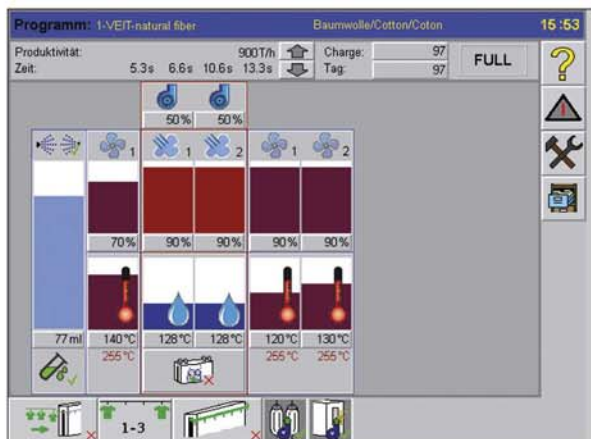 Programm: 1-VEIT-natural fiber Baumwolle/Cotton/Coton 15:53
Produktivität: 900T/h Charge: 97 FULL
Zeit: 5.3s 6.6s 10.6s 13.3s Tag: 97
50% 50%
1 1 2 1 2
70% 90% 90% 90% 90%
77ml 140°C 128°C 128°C 120°C 130°C
255°C 255°C 255°C
1-3